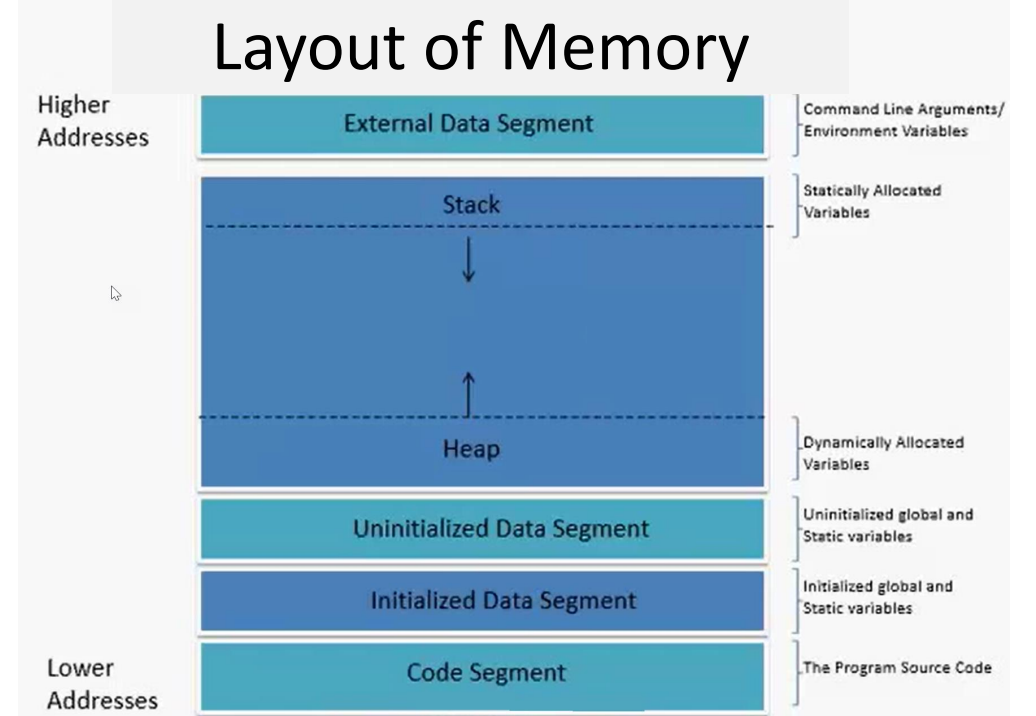 Layout of Memory
Higher
Addresses
External Data Segment
Command Line Arguments/
Environment Variables
Stack
Statically Allocated
Variables
Heap
Dynamically Allocated
Variables
Uninitialized Data Segment
Uninitialized global and
Static variables
Initialized Data Segment
Initialized global and
Static variables
Lower
Addresses
Code Segment
The Program Source Code